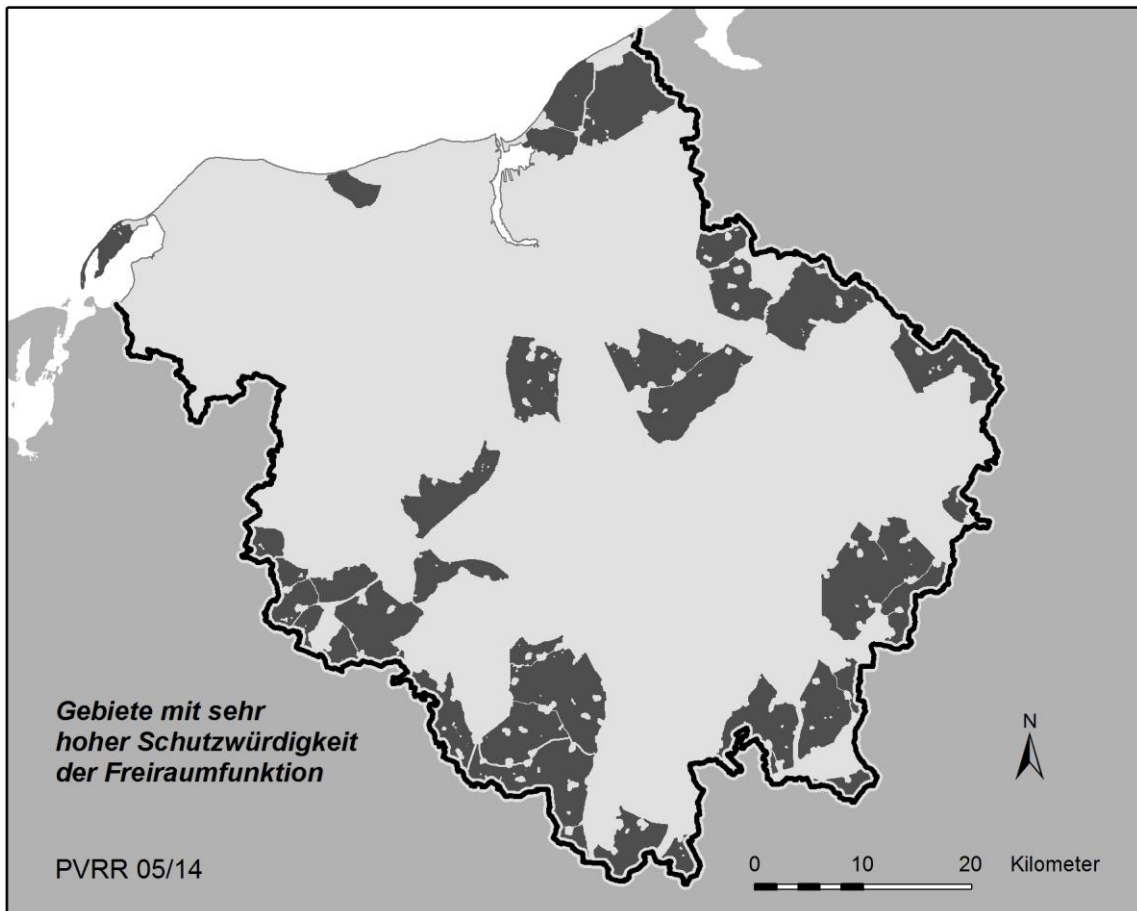 Gebiete mit sehr
hoher Schutzwürdigkeit
der Freiraumfunktion
N
PVRR 05/14
0 10 20 Kilometer